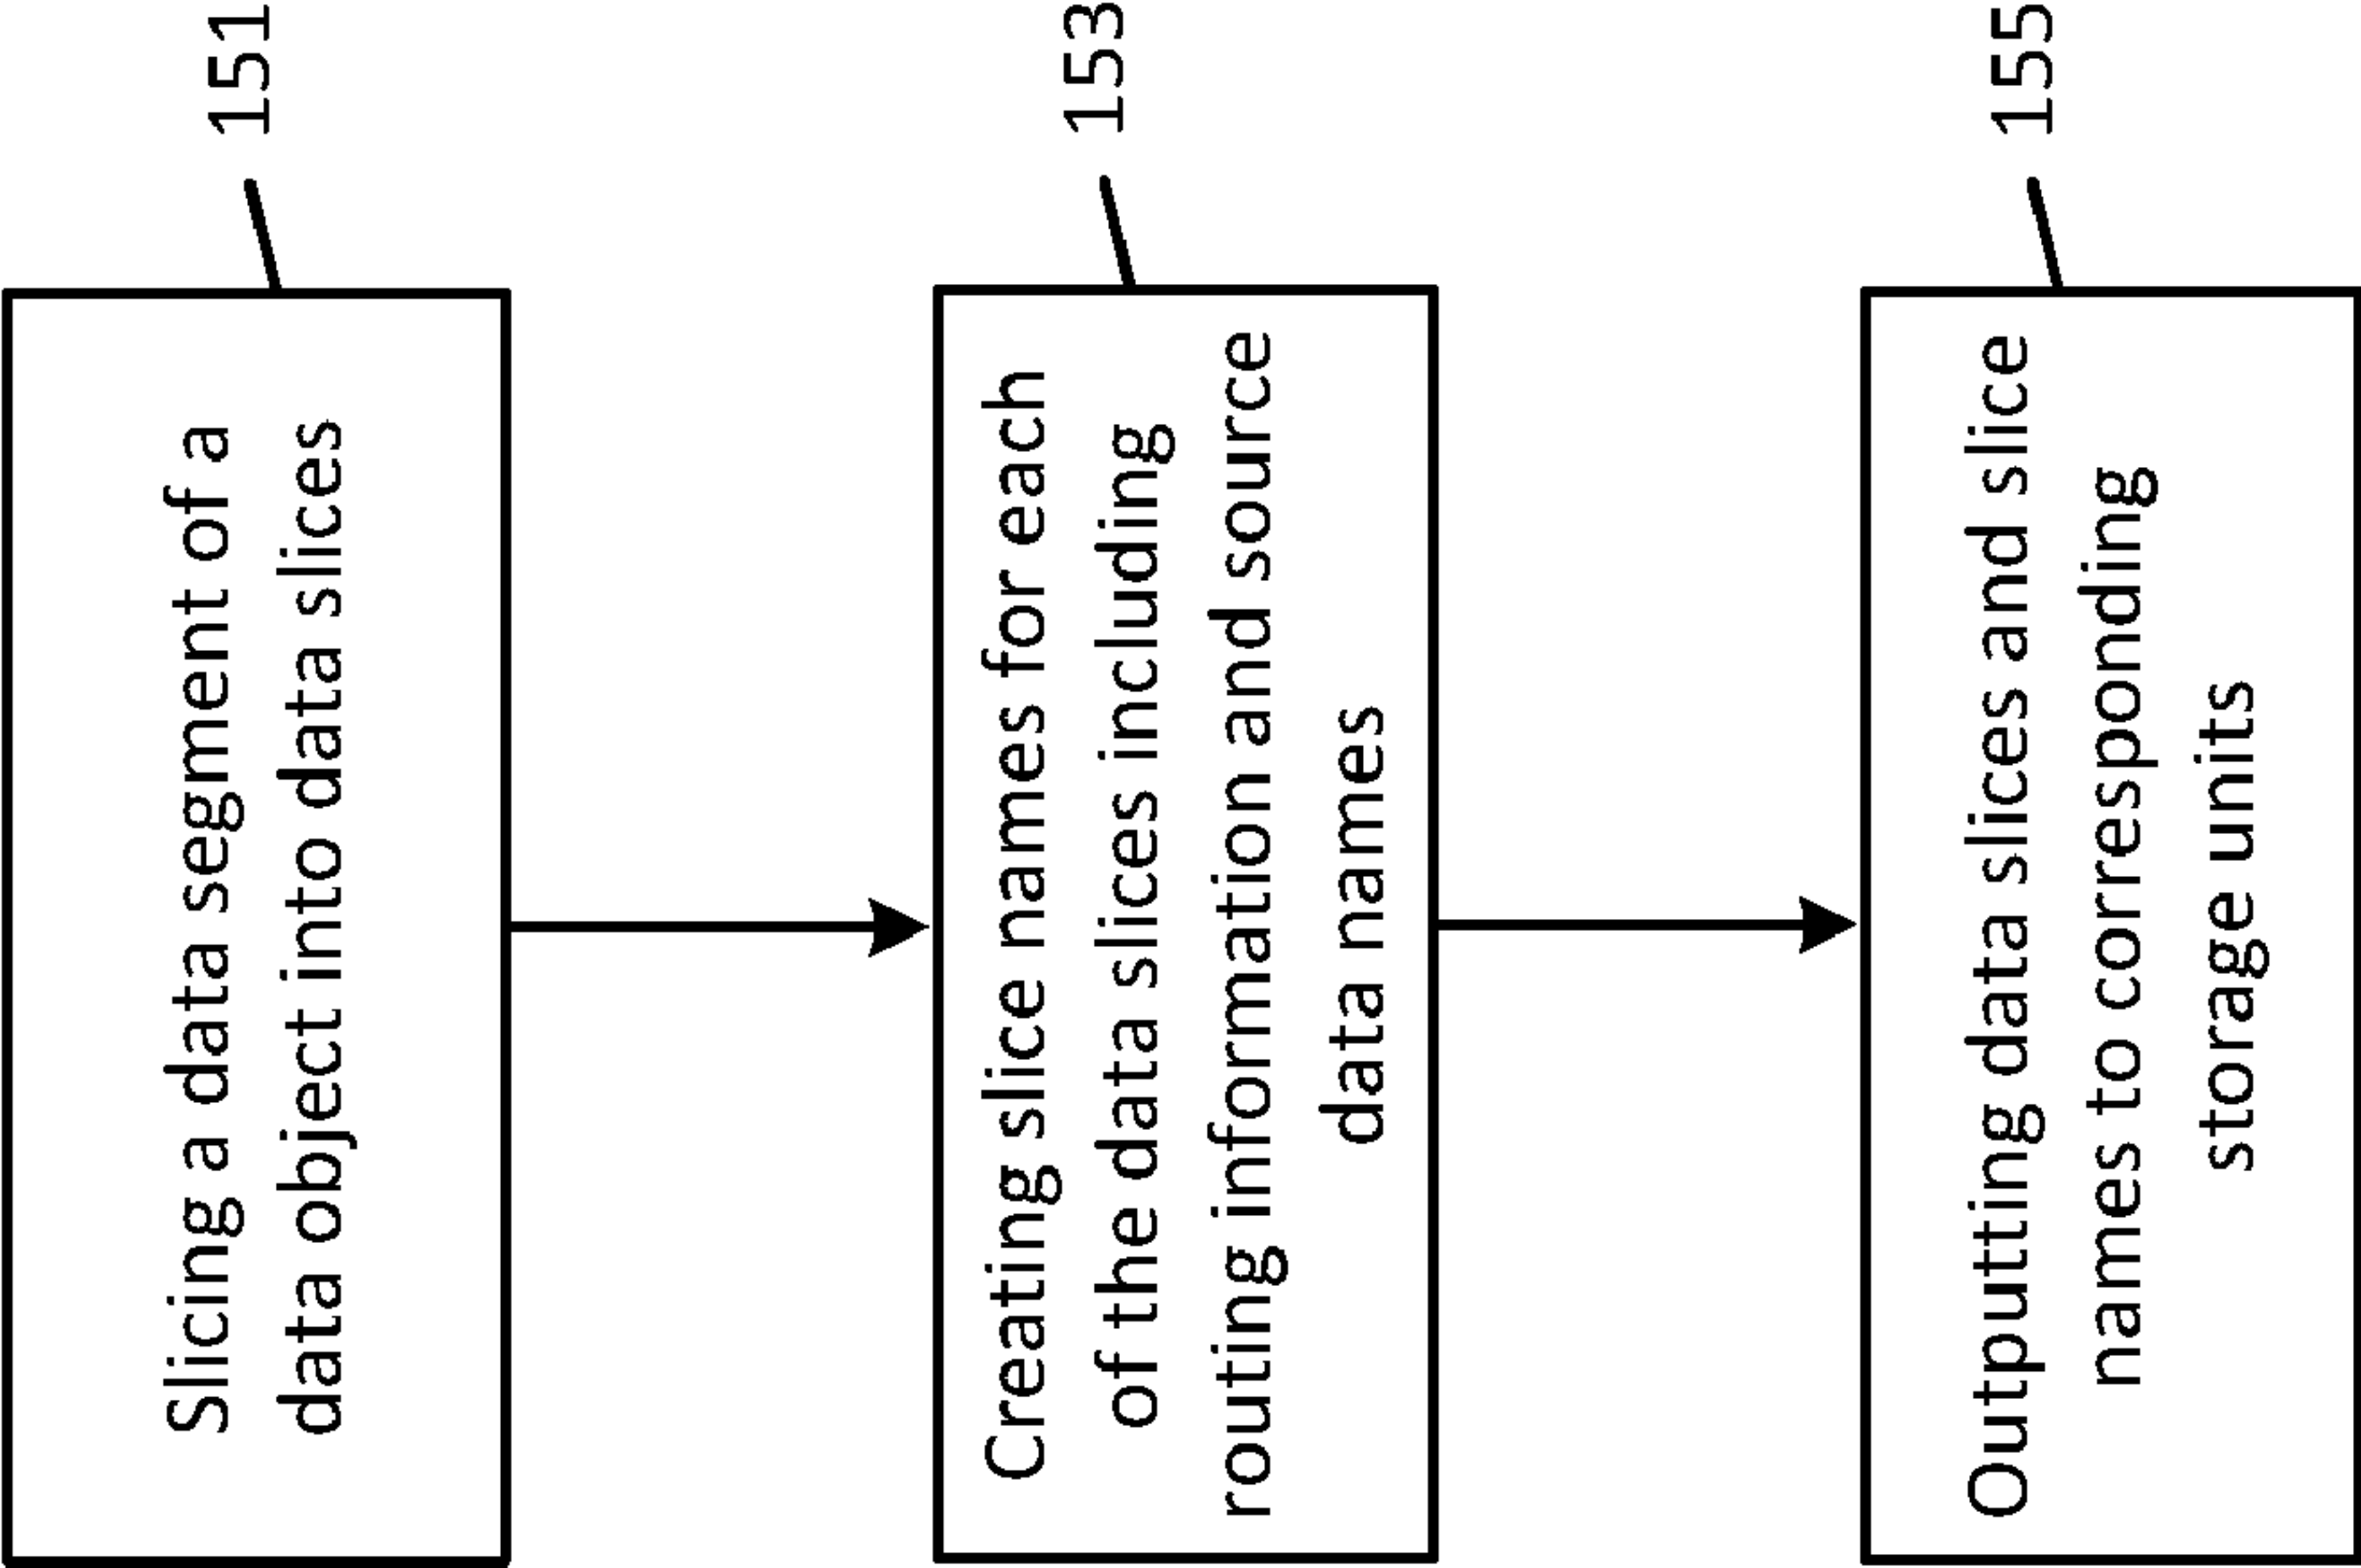 Slicing a data segment of a
data object into data slices
151
Creating slice names for each
of the data slices including
routing information and source
data names
153
Outputting data slices and slice
names to corresponding
storage units
155